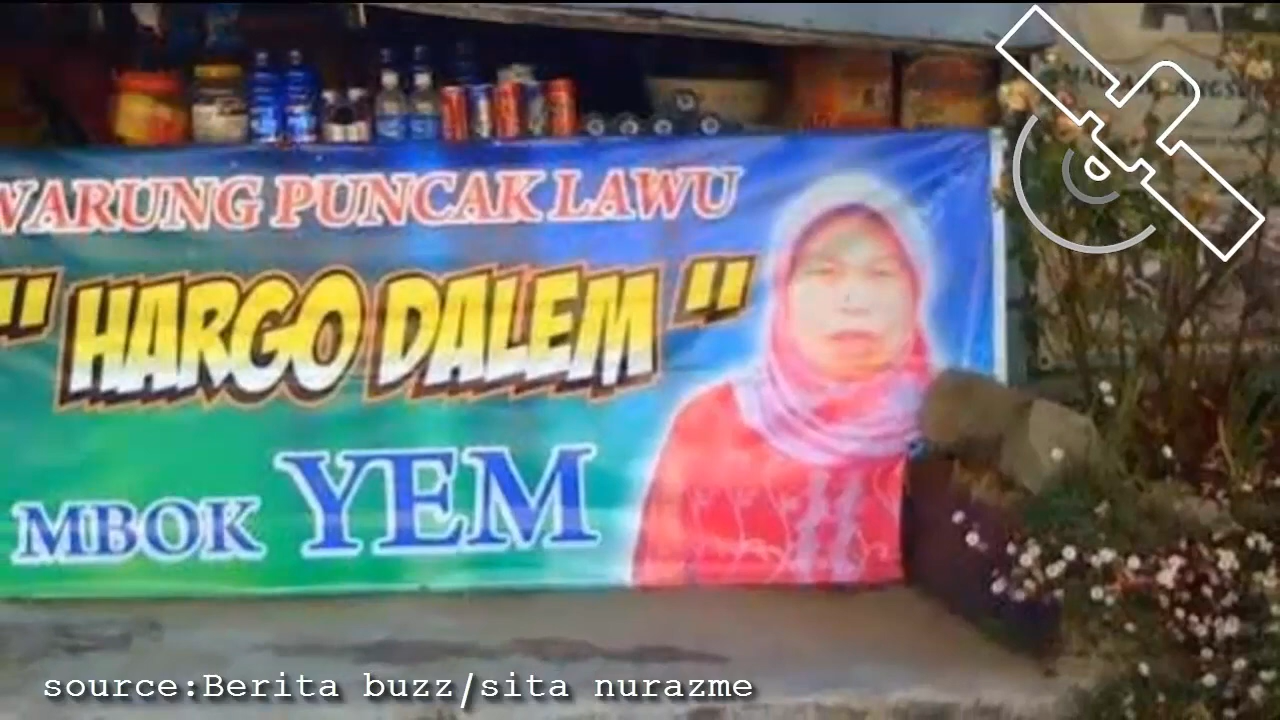 WARUNG PUNCAK LAWU
" HARGO DALEM "
MBOK YEM
source:Berita buzz/sita nurazme